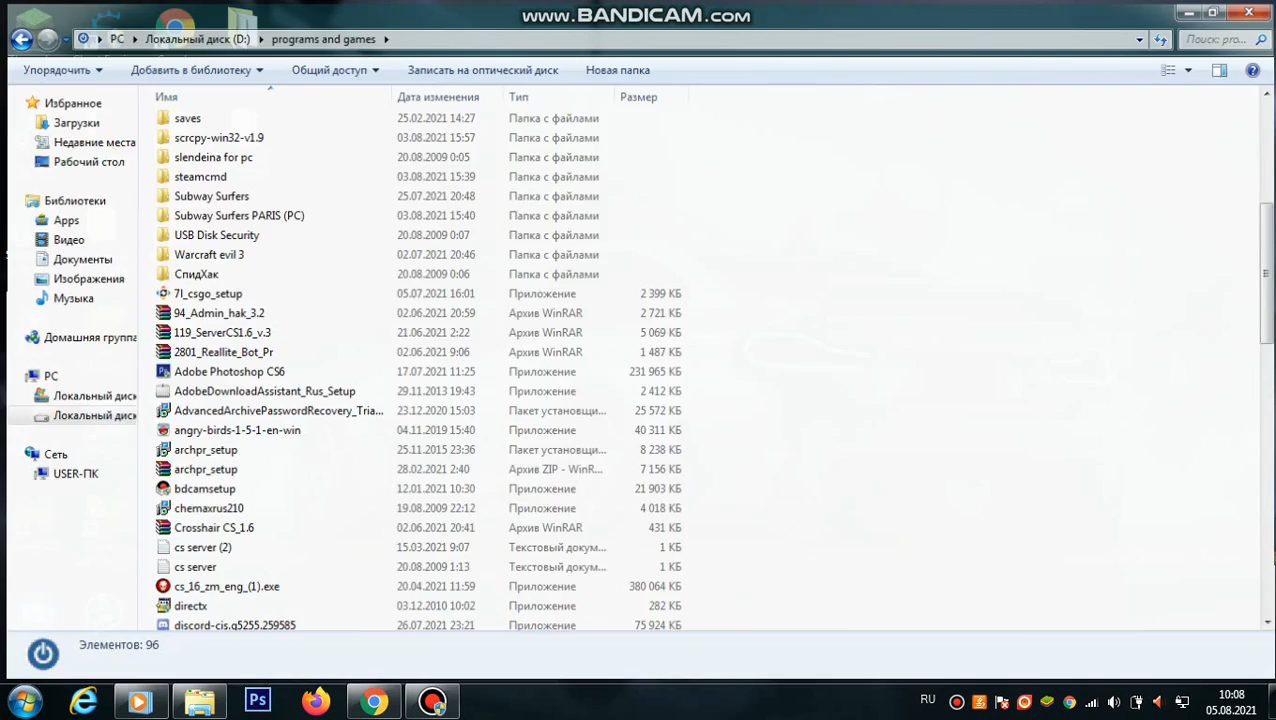 www.BANDICAM.com
PC Локальный диск (D:) programs and games Поиск: pro...
Упорядочить Добавить в библиотеку Общий доступ Записать на оптический диск Новая папка
Избранное
Загрузки
Недавние места
Рабочий стол
Библиотеки
Apps
Видео
Документы
Изображения
Музыка
Домашняя группа
PC
Локальный диск
Локальный диск
Сеть
USER-ПК
Имя Дата изменения Тип Размер
saves 25.02.2021 14:27 Папка с файлами
scrcpy-win32-v1.9 03.08.2021 15:57 Папка с файлами
slendeina for pc 20.08.2009 0:05 Папка с файлами
steamcmd 03.08.2021 15:39 Папка с файлами
Subway Surfers 25.07.2021 20:48 Папка с файлами
Subway Surfers PARIS (PC) 03.08.2021 15:40 Папка с файлами
USB Disk Security 20.08.2009 0:07 Папка с файлами
Warcraft evil 3 02.07.2021 20:46 Папка с файлами
СпидХак 20.08.2009 0:06 Папка с файлами
7l_csgo_setup 05.07.2021 16:01 Приложение 2 399 КБ
94_Admin_hak_3.2 02.06.2021 20:59 Архив WinRAR 2 721 КБ
119_ServerCS1.6_v.3 21.06.2021 2:22 Архив WinRAR 5 069 КБ
2801_Reallite_Bot_Pr 02.06.2021 9:06 Архив WinRAR 1 487 КБ
Adobe Photoshop CS6 17.07.2021 11:25 Приложение 231 965 КБ
AdobeDownloadAssistant_Rus_Setup 29.11.2013 19:43 Приложение 2 412 КБ
AdvancedArchivePasswordRecovery_Tria... 23.12.2020 15:03 Пакет установщи... 25 572 КБ
angry-birds-1-5-1-en-win 04.11.2019 15:40 Приложение 40 311 КБ
archpr_setup 25.11.2015 23:36 Пакет установщи... 8 238 КБ
archpr_setup 28.02.2021 2:40 Архив ZIP - WinR... 7 156 КБ
bdcamsetup 12.01.2021 10:30 Приложение 21 903 КБ
chemaxrus210 19.08.2009 22:12 Приложение 4 018 КБ
Crosshair CS_1.6 02.06.2021 20:41 Архив WinRAR 431 КБ
cs server (2) 15.03.2021 9:07 Текстовый докум... 1 КБ
cs server 20.08.2009 1:13 Текстовый докум... 1 КБ
cs_16_zm_eng_(1).exe 20.04.2021 11:59 Приложение 380 064 КБ
directx 03.12.2010 10:02 Приложение 282 КБ
discord-cis.q5255.259585 26.07.2021 23:21 Приложение 75 924 КБ
Элементов: 96
Ps
RU
10:08
05.08.2021